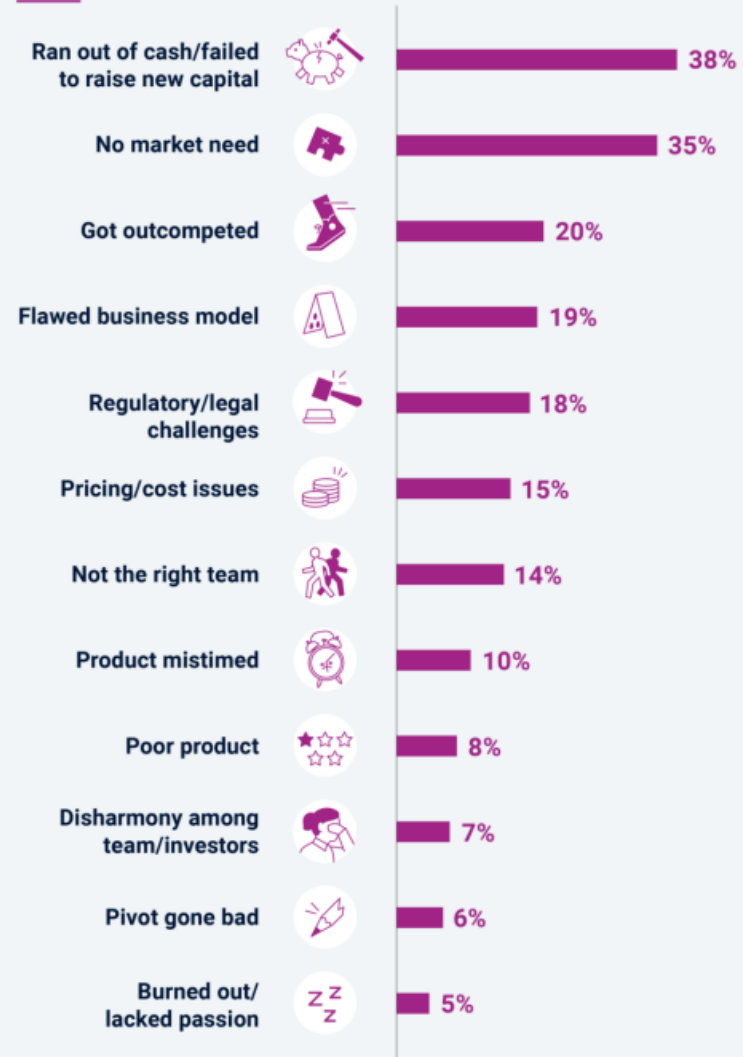 Ran out of cash/failed
to raise new capital
38%
No market need
35%
Got outcompeted
20%
Flawed business model
19%
Regulatory/legal
challenges
18%
Pricing/cost issues
15%
Not the right team
14%
Product mistimed
10%
Poor product
8%
Disharmony among
team/investors
7%
Pivot gone bad
6%
Burned out/
lacked passion
z z
z
5%